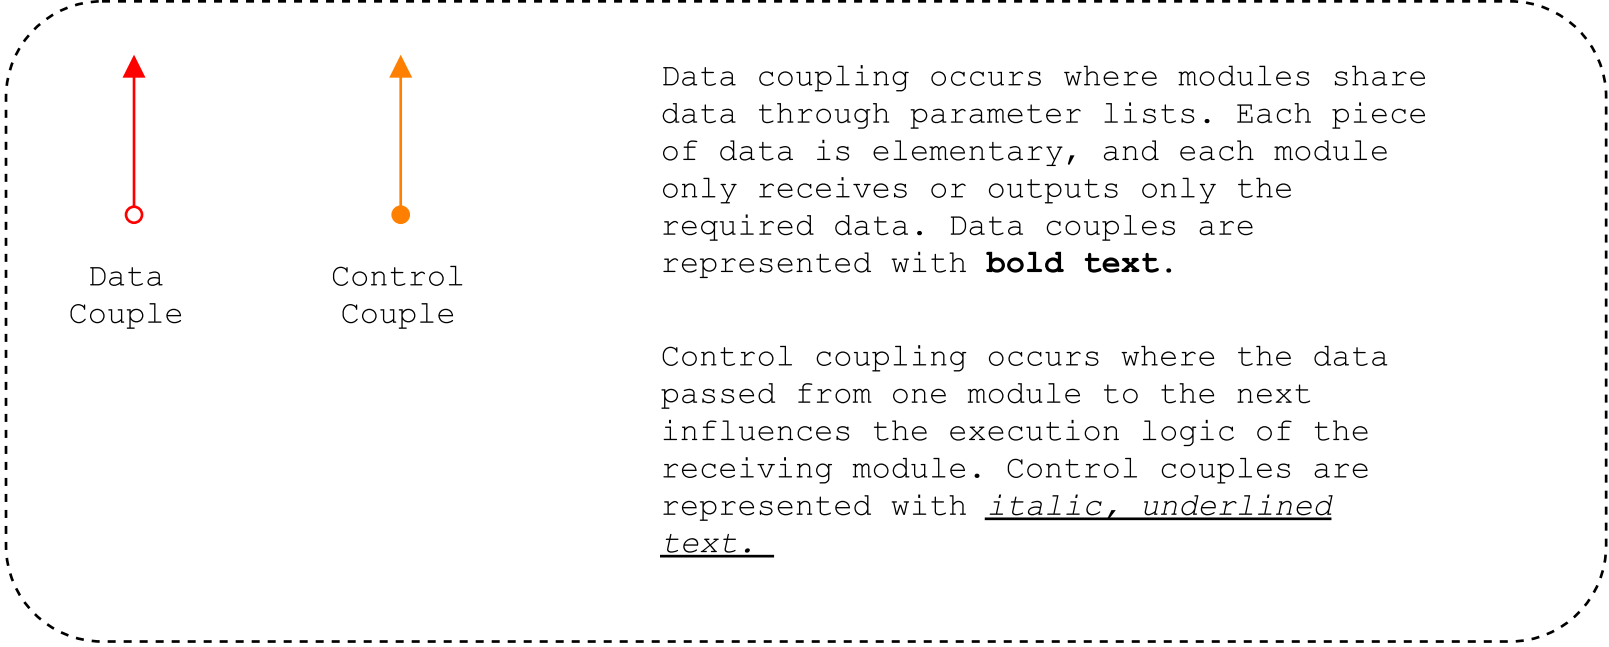 Data
Couple
Control
Couple
Data coupling occurs where modules share
data through parameter lists. Each piece
of data is elementary, and each module
only receives or outputs only the
required data. Data couples are
represented with bold text.
Control coupling occurs where the data
passed from one module to the next
influences the execution logic of the
receiving module. Control couples are
represented with italic, underlined
text.